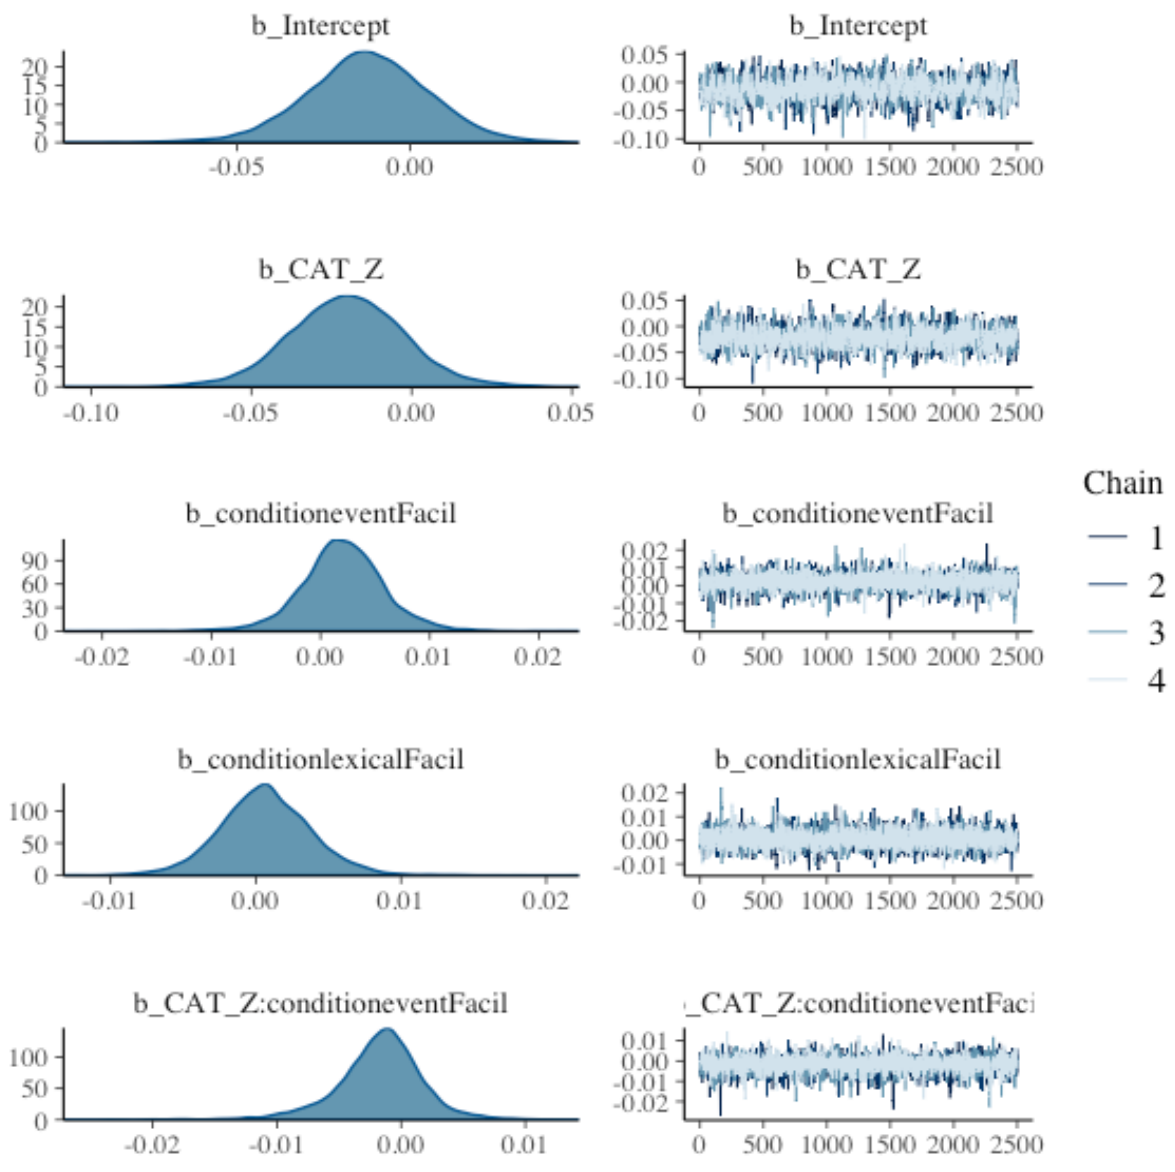 b_Intercept
b_Intercept
20
15
10
5
0
-0.05 0.00
0.05
0.00
-0.05
-0.10
0 500 1000 1500 2000 2500
b_CAT_Z
b_CAT_Z
20
15
10
5
0
-0.10 -0.05 0.00 0.05
0.05
0.00
-0.05
-0.10
0 500 1000 1500 2000 2500
b_conditioneventFacil
b_conditioneventFacil
90
60
30
0
-0.02 -0.01 0.00 0.01 0.02
0.02
0.01
0.00
-0.01
-0.02
0 500 1000 1500 2000 2500
Chain
1
2
3
4
b_conditionlexicalFacil
b_conditionlexicalFacil
100
50
0
-0.01 0.00 0.01 0.02
0.02
0.01
0.00
-0.01
0 500 1000 1500 2000 2500
b_CAT_Z:conditioneventFacil
_CAT_Z:conditioneventFaci
100
50
0
-0.02 -0.01 0.00 0.01
0.01
0.00
-0.01
-0.02
0 500 1000 1500 2000 2500